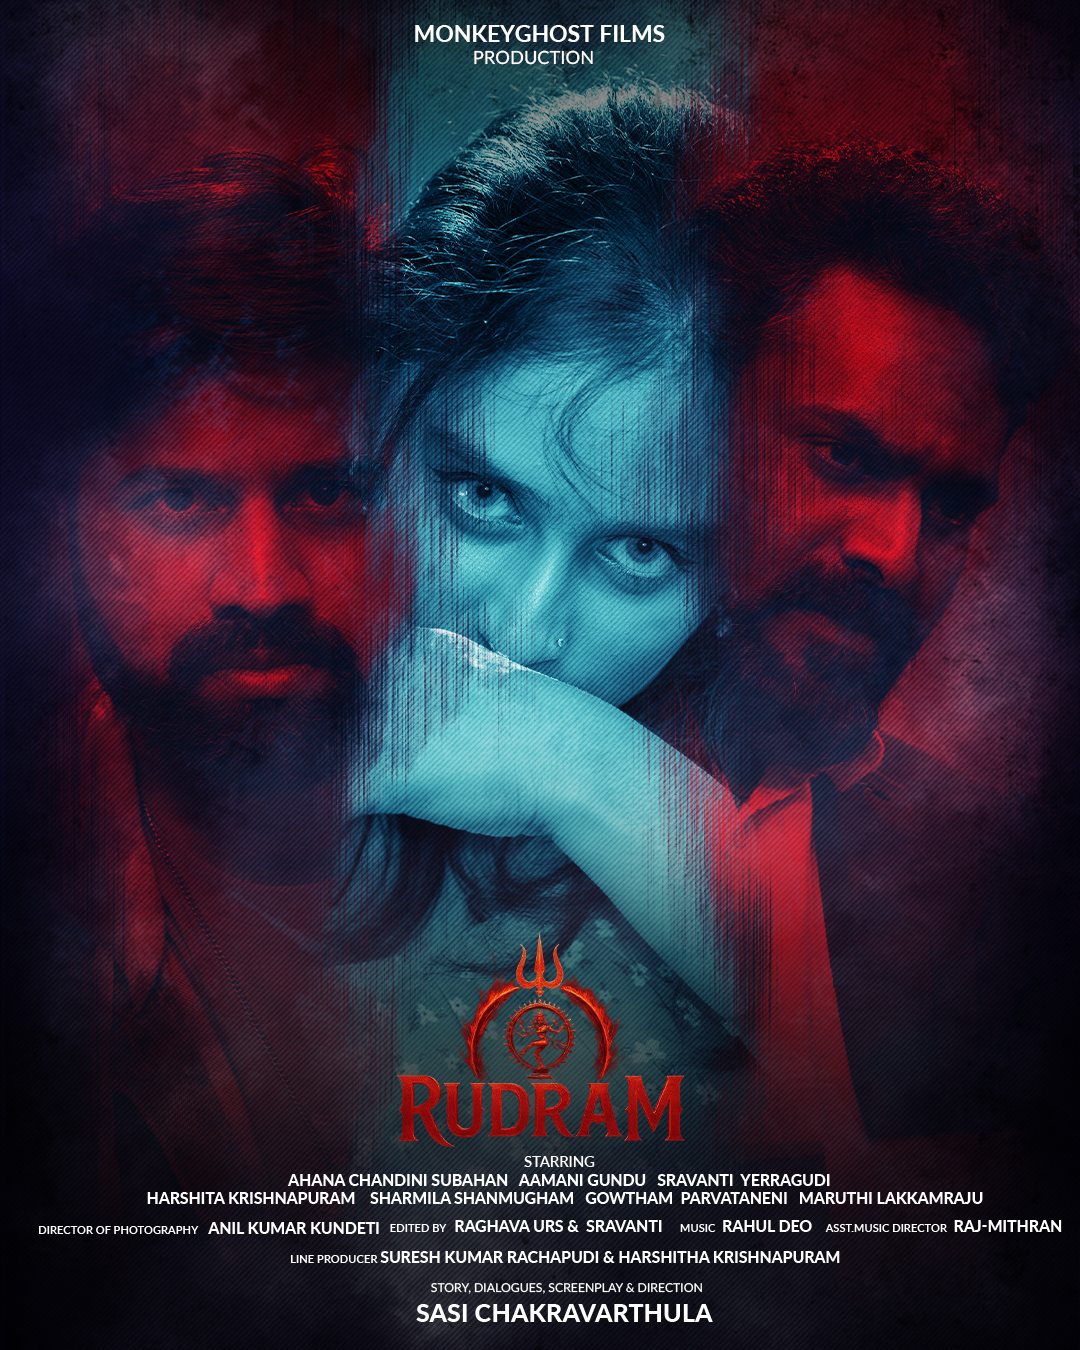 MONKEYGHOST FILMS
PRODUCTION
RUDRAM
STARRING
AHANA CHANDINI SUBAHAN AAMANI GUNDU SRAVANTI YERRAGUDI
HARSHITA KRISHNAPURAM SHARMILA SHANMUGHAM GOWTHAM PARVATANENI MARUTHI LAKKAMRAJU
DIRECTOR OF PHOTOGRAPHY ANIL KUMAR KUNDETI EDITED BY RAGHAVA URS & SRAVANTI MUSIC RAHUL DEO ASST.MUSIC DIRECTOR RAJ-MITHRAN
LINE PRODUCER SURESH KUMAR RACHAPUDI & HARSHITHA KRISHNAPURAM
STORY, DIALOGUES, SCREENPLAY & DIRECTION
SASI CHAKRAVARTHULA